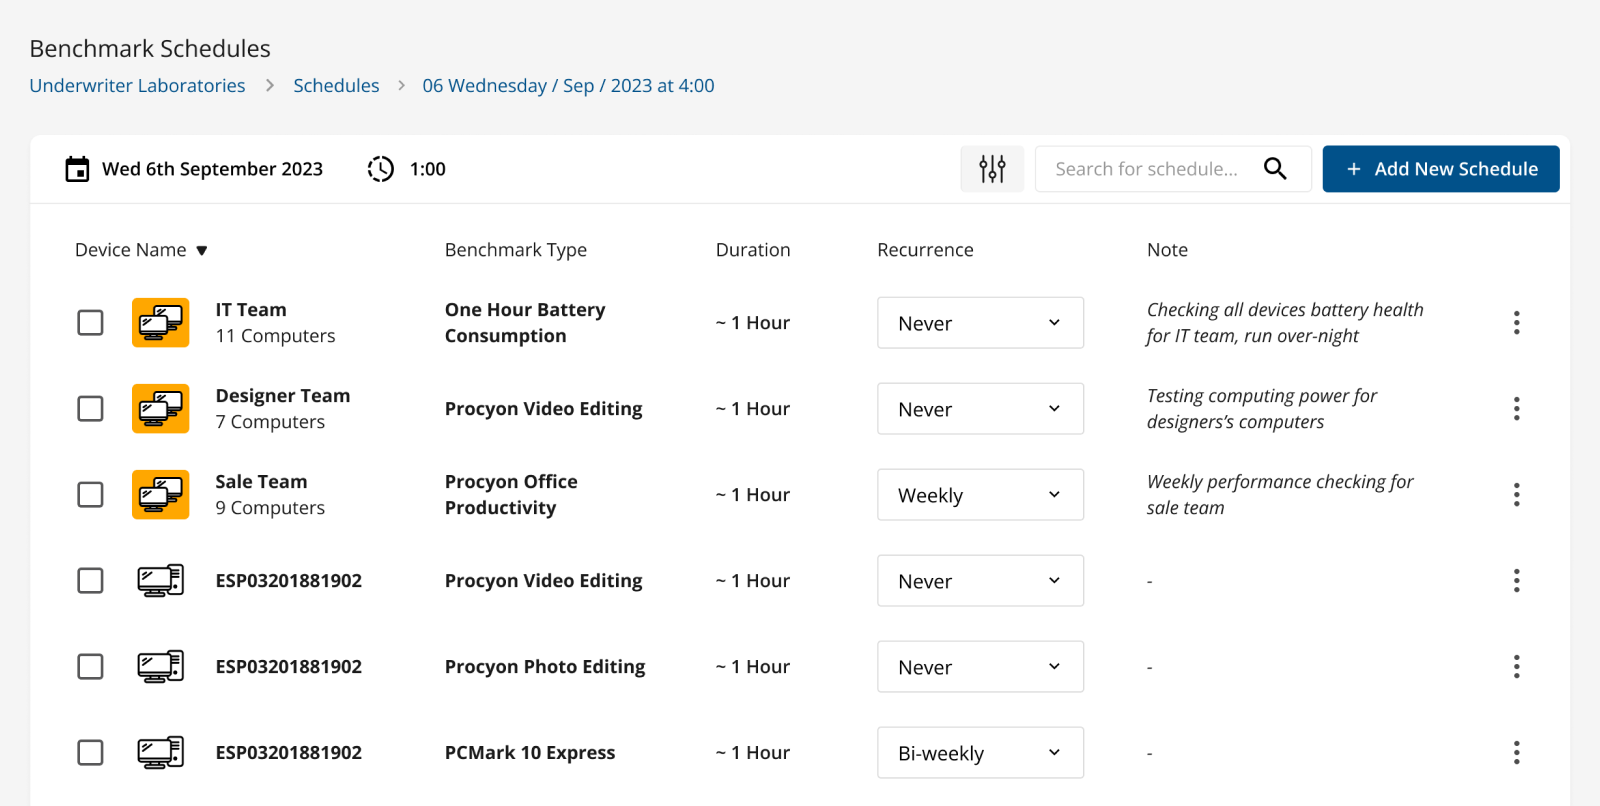 Benchmark Schedules
Underwriter Laboratories > Schedules > 06 Wednesday / Sep / 2023 at 4:00
Wed 6th September 2023 1:00 Search for schedule... + Add New Schedule
Device Name ▼ Benchmark Type Duration Recurrence Note
IT Team
11 Computers
One Hour Battery
Consumption
~ 1 Hour
Never
Checking all devices battery health
for IT team, run over-night
Designer Team
7 Computers
Procyon Video Editing
~ 1 Hour
Never
Testing computing power for
designers’s computers
Sale Team
9 Computers
Procyon Office
Productivity
~ 1 Hour
Weekly
Weekly performance checking for
sale team
ESP03201881902 Procyon Video Editing ~ 1 Hour Never -
ESP03201881902 Procyon Photo Editing ~ 1 Hour Never -
ESP03201881902 PCMark 10 Express ~ 1 Hour Bi-weekly -